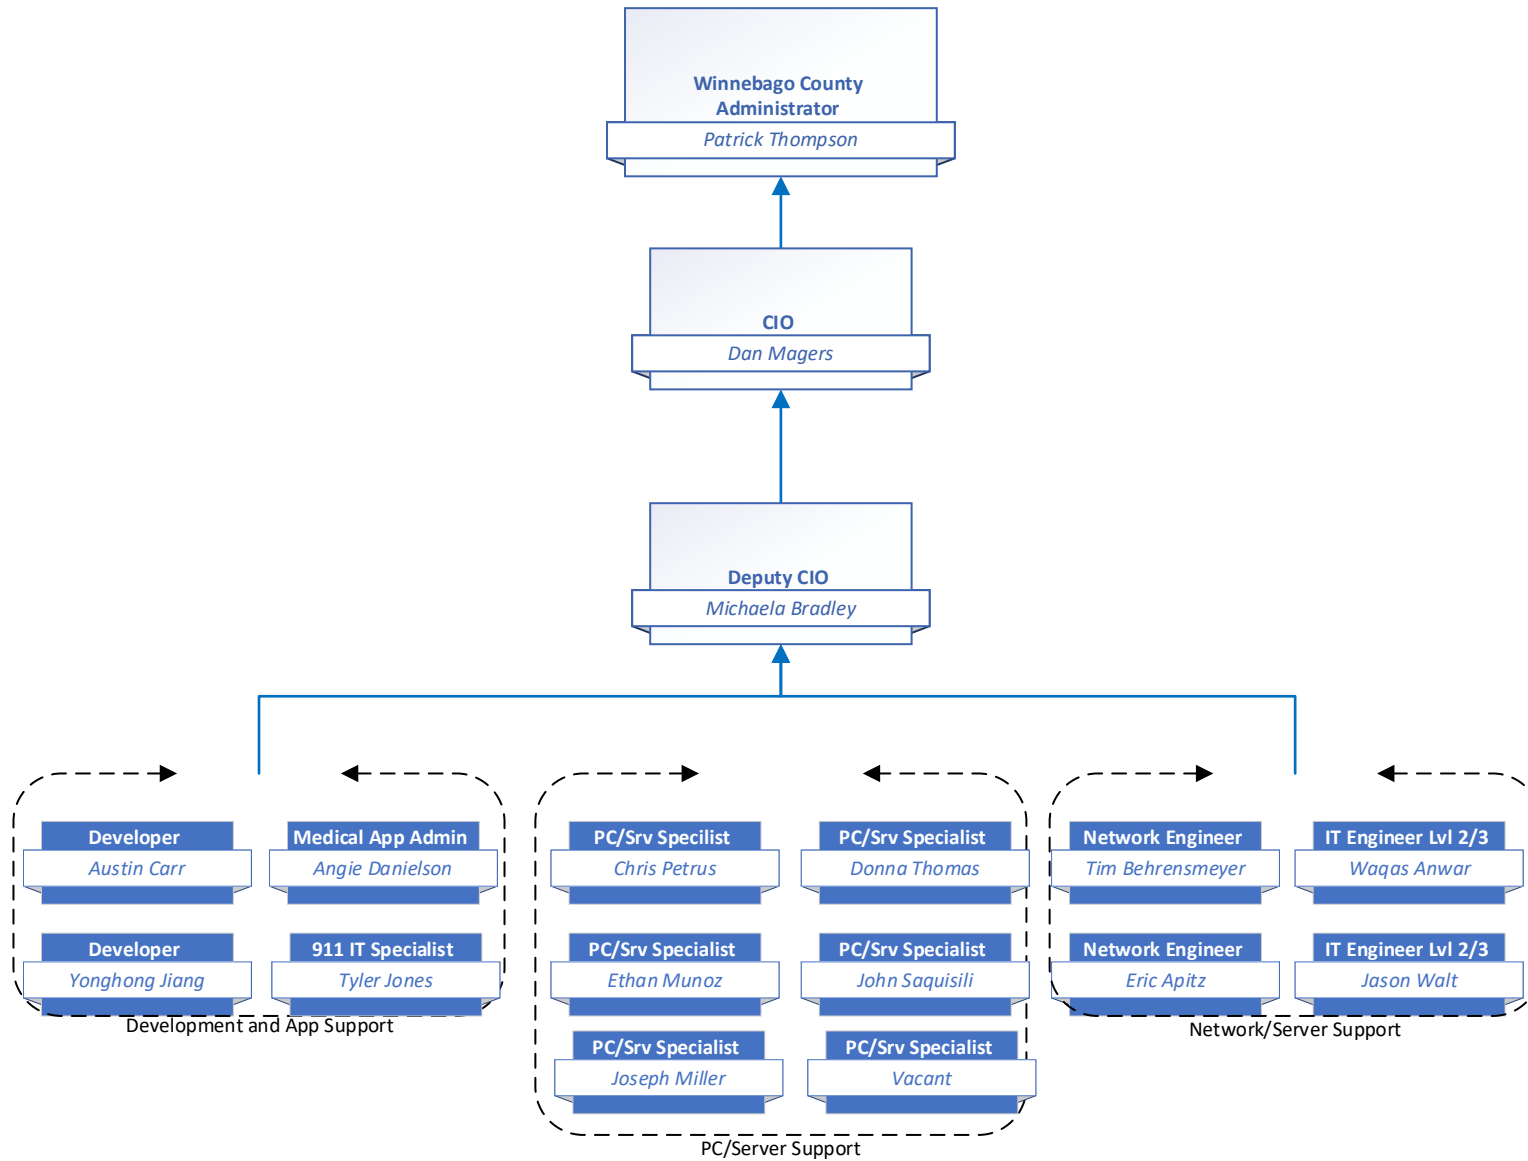 Winnebago County
Administrator
Patrick Thompson
CIO
Dan Magers
Deputy CIO
Michaela Bradley
Developer
Austin Carr
Medical App Admin
Angie Danielson
Developer
Yonghong Jiang
911 IT Specialist
Tyler Jones
Development and App Support
PC/Srv Specilist
Chris Petrus
PC/Srv Specialist
Donna Thomas
PC/Srv Specialist
Ethan Munoz
PC/Srv Specialist
John Saquisili
PC/Srv Specialist
Joseph Miller
PC/Srv Specialist
Vacant
PC/Server Support
Network Engineer
Tim Behrensmeyer
IT Engineer Lvl 2/3
Waqas Anwar
Network Engineer
Eric Apitz
IT Engineer Lvl 2/3
Jason Walt
Network/Server Support